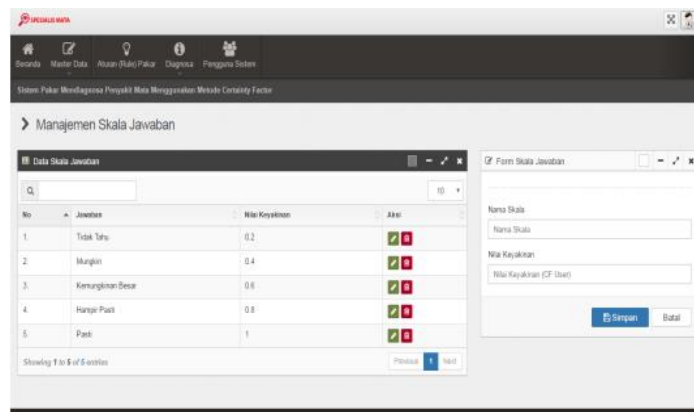 SPESIALIS MATA
Beranda Master Data Aturan (Rule) Pakar Diagnosa Pengguna Sistem
Sistem Pakar Mendiagnosa Penyakit Mata Menggunakan Metode Certainty Factor
Manajemen Skala Jawaban
Data Skala Jawaban
10
No Jawaban Nilai Keyakinan Aksi
1. Tidak Tahu 0.2
2. Mungkin 0.4
3. Kemungkinan Besar 0.6
4. Hampir Pasti 0.8
5. Pasti 1
Showing 1 to 5 of 5 entries
Previous 1 Next
Form Skala Jawaban
Nama Skala
Nama Skala
Nilai Keyakinan
Nilai Keyakinan (CF User)
Simpan Batal